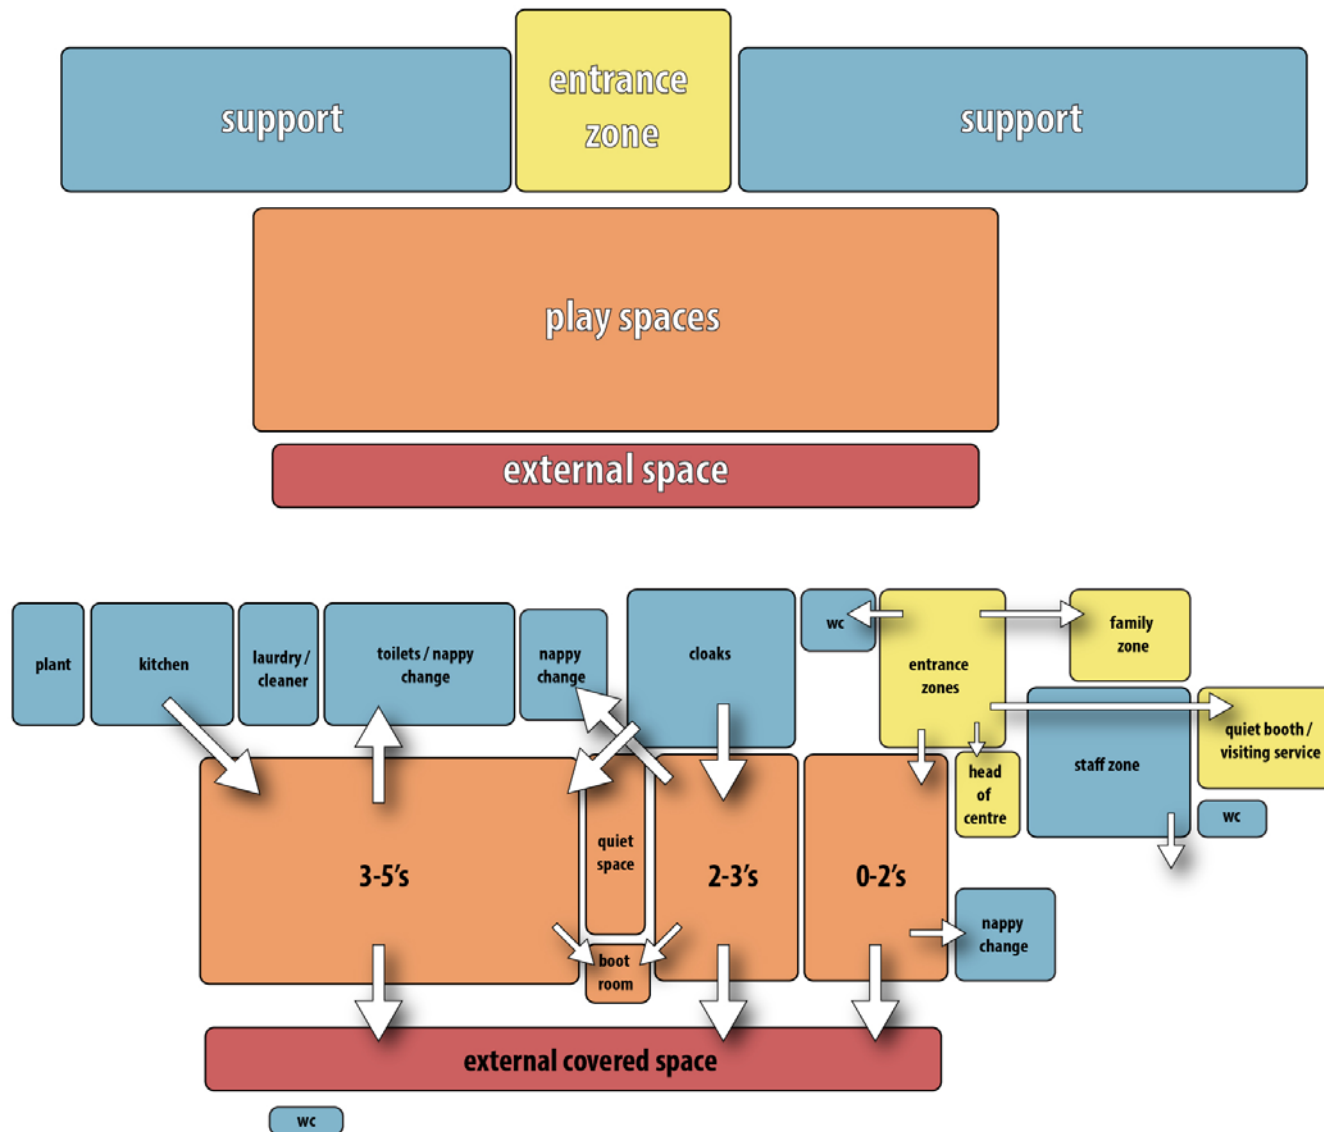 support
entrance
zone
support
play spaces
external space
plant
kitchen
laurdry /
cleaner
toilets / nappy
change
nappy
change
cloaks
wc
entrance
zones
family
zone
quiet booth /
visiting service
staff zone
head
of
centre
wc
3-5's
quiet
space
2-3's
0-2's
nappy
change
boot
room
external covered space
wc